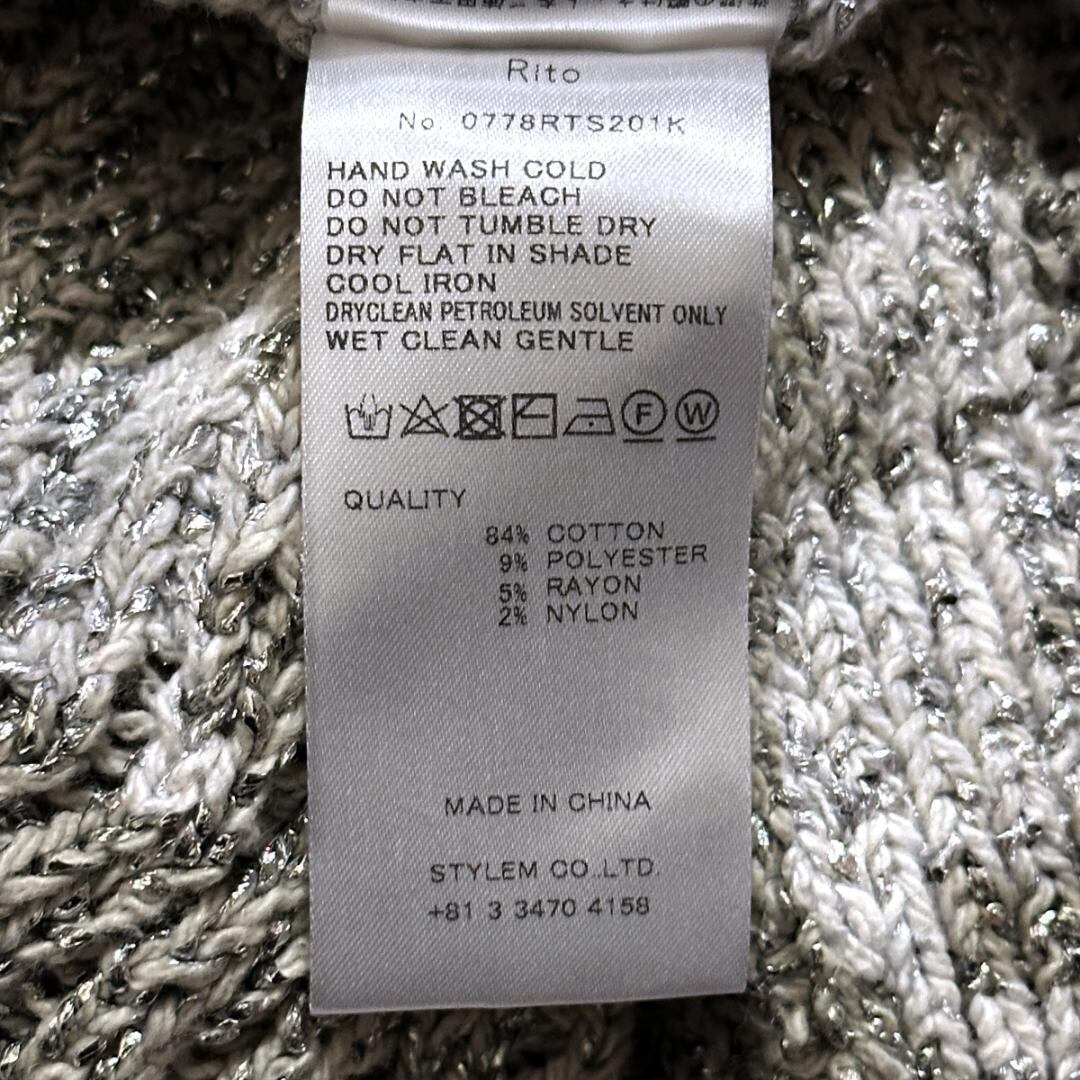 Rito
No. 0778RTS201K
HAND WASH COLD
DO NOT BLEACH
DO NOT TUMBLE DRY
DRY FLAT IN SHADE
COOL IRON
DRYCLEAN PETROLEUM SOLVENT ONLY
WET CLEAN GENTLE
F W
QUALITY
84% COTTON
9% POLYESTER
5% RAYON
2% NYLON
MADE IN CHINA
STYLEM CO.,LTD.
+81 3 3470 4158